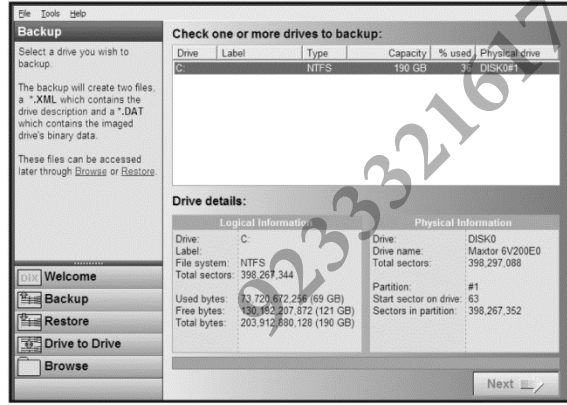 File Tools Help
Backup
Select a drive you wish to
backup.
The backup will create two files,
a *.XML which contains the
drive description and a *.DAT
which contains the imaged
drive's binary data.
These files can be accessed
later through Browse or Restore.
DIX Welcome
Backup
Restore
Drive to Drive
Browse
Check one or more drives to backup:
Drive Label Type Capacity % used Physical drive
C: NTFS 190 GB 36 DISK0#1
Drive details:
Logical Information
Drive: C:
Label:
File system: NTFS
Total sectors: 398,267,344
Used bytes: 73,720,672,256 (69 GB)
Free bytes: 130,192,207,872 (121 GB)
Total bytes: 203,912,880,128 (190 GB)
Physical Information
Drive: DISK0
Drive name: Maxtor 6V200E0
Total sectors: 398,297,088
Partition: #1
Start sector on drive: 63
Sectors in partition: 398,267,352
Next
923332161​7